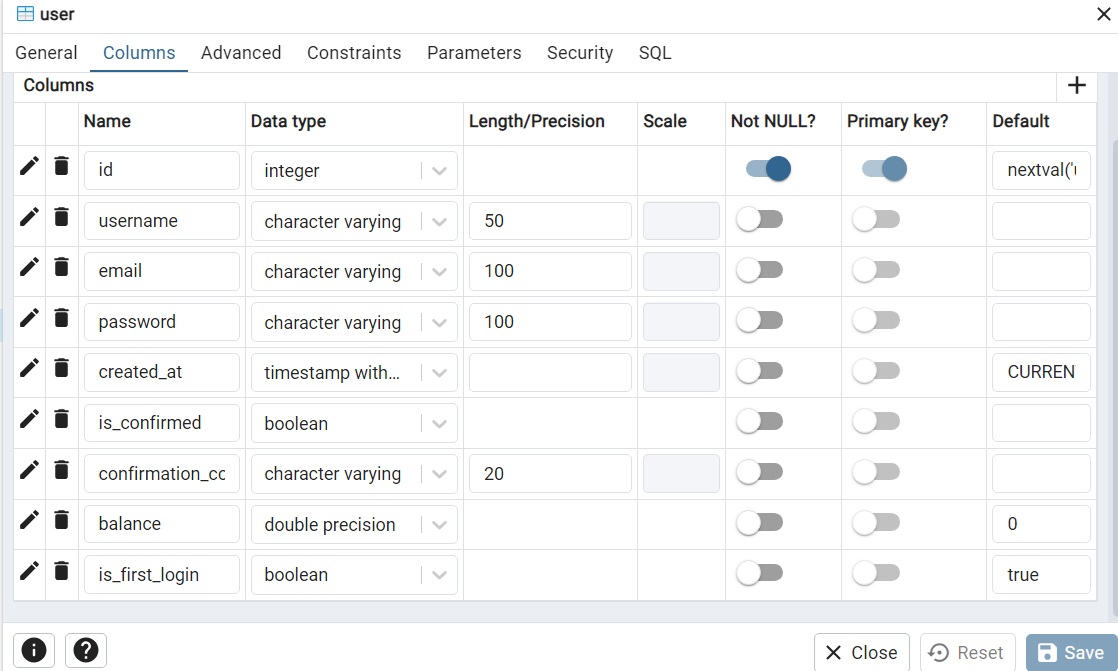 user
General Columns Advanced Constraints Parameters Security SQL
Columns
Name Data type Length/Precision Scale Not NULL? Primary key? Default
id integer nextval('u
username character varying 50
email character varying 100
password character varying 100
created_at timestamp with... CURREN
is_confirmed boolean
confirmation_cc character varying 20
balance double precision 0
is_first_login boolean true
Close Reset Save